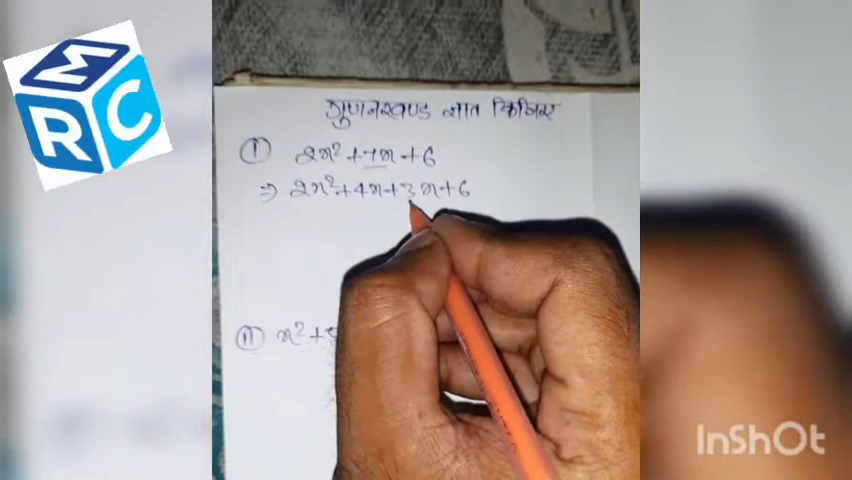 Σ R C
गुणनखण्ड ज्ञात किजिए
I 2x² + 7x + 6
⇒ 2x² + 4x + 3x + 6
II x² +
InShOt